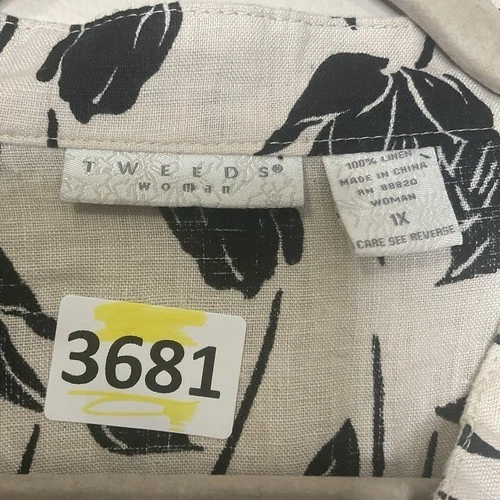 TWEEDS®
woman
100% LINEN
MADE IN CHINA
RN 88820
WOMAN
1X
CARE SEE REVERSE
3681